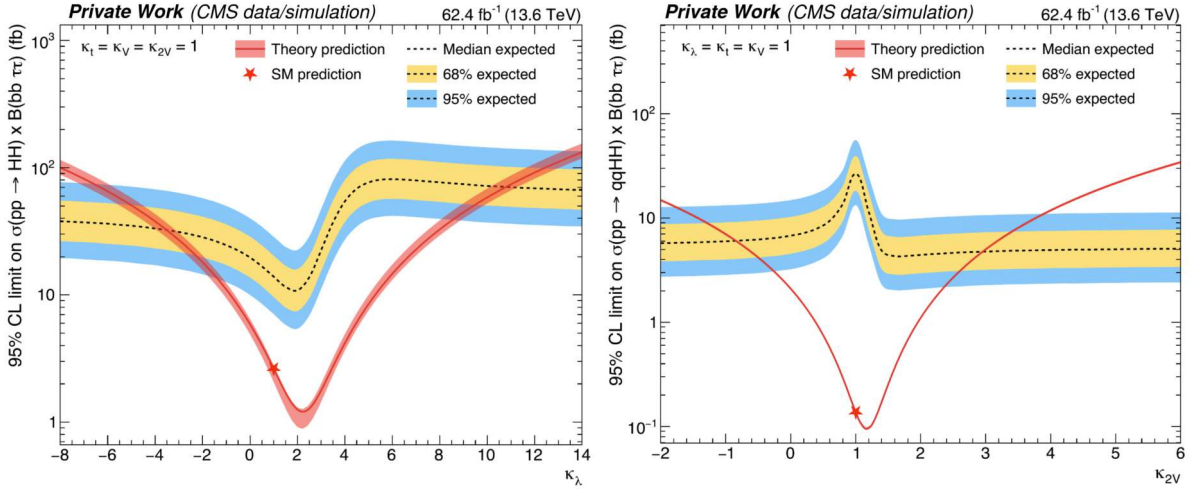 Private Work (CMS data/simulation) 62.4 fb⁻¹ (13.6 TeV)
κt = κV = κ2V = 1
Theory prediction
SM prediction
Median expected
68% expected
95% expected
95% CL limit on σ(pp → HH) x B(bb ττ) (fb)
10³
10²
10
1
−8 −6 −4 −2 0 2 4 6 8 10 12 14
κλ
Private Work (CMS data/simulation) 62.4 fb⁻¹ (13.6 TeV)
κλ = κt = κV = 1
Theory prediction
SM prediction
Median expected
68% expected
95% expected
95% CL limit on σ(pp → qqHH) x B(bb ττ) (fb)
10²
10
1
10⁻¹
−2 −1 0 1 2 3 4 5 6
κ2V